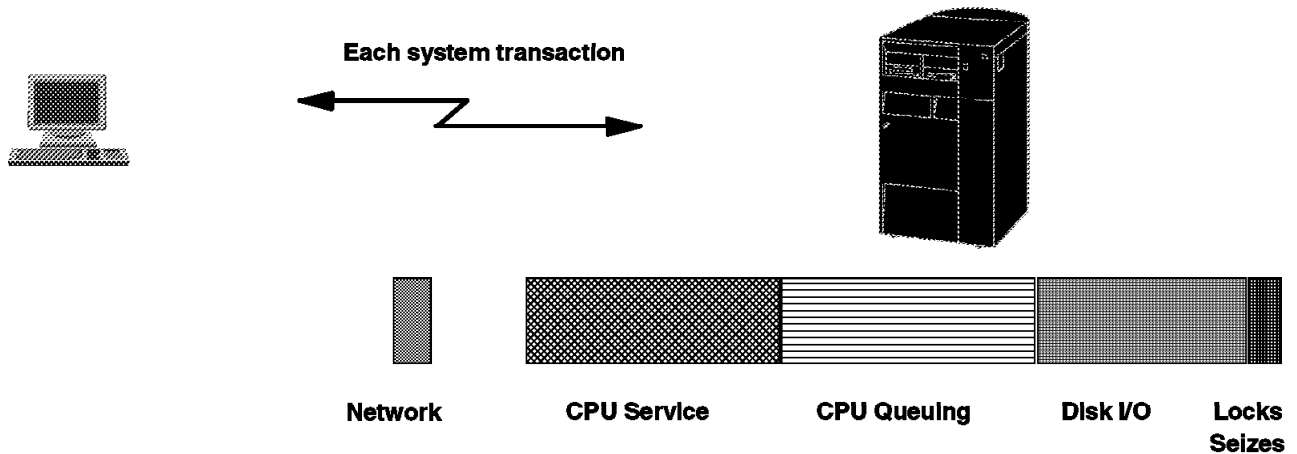 Each system transaction
Network
CPU Service
CPU Queuing
Disk I/O
Locks
Seizes